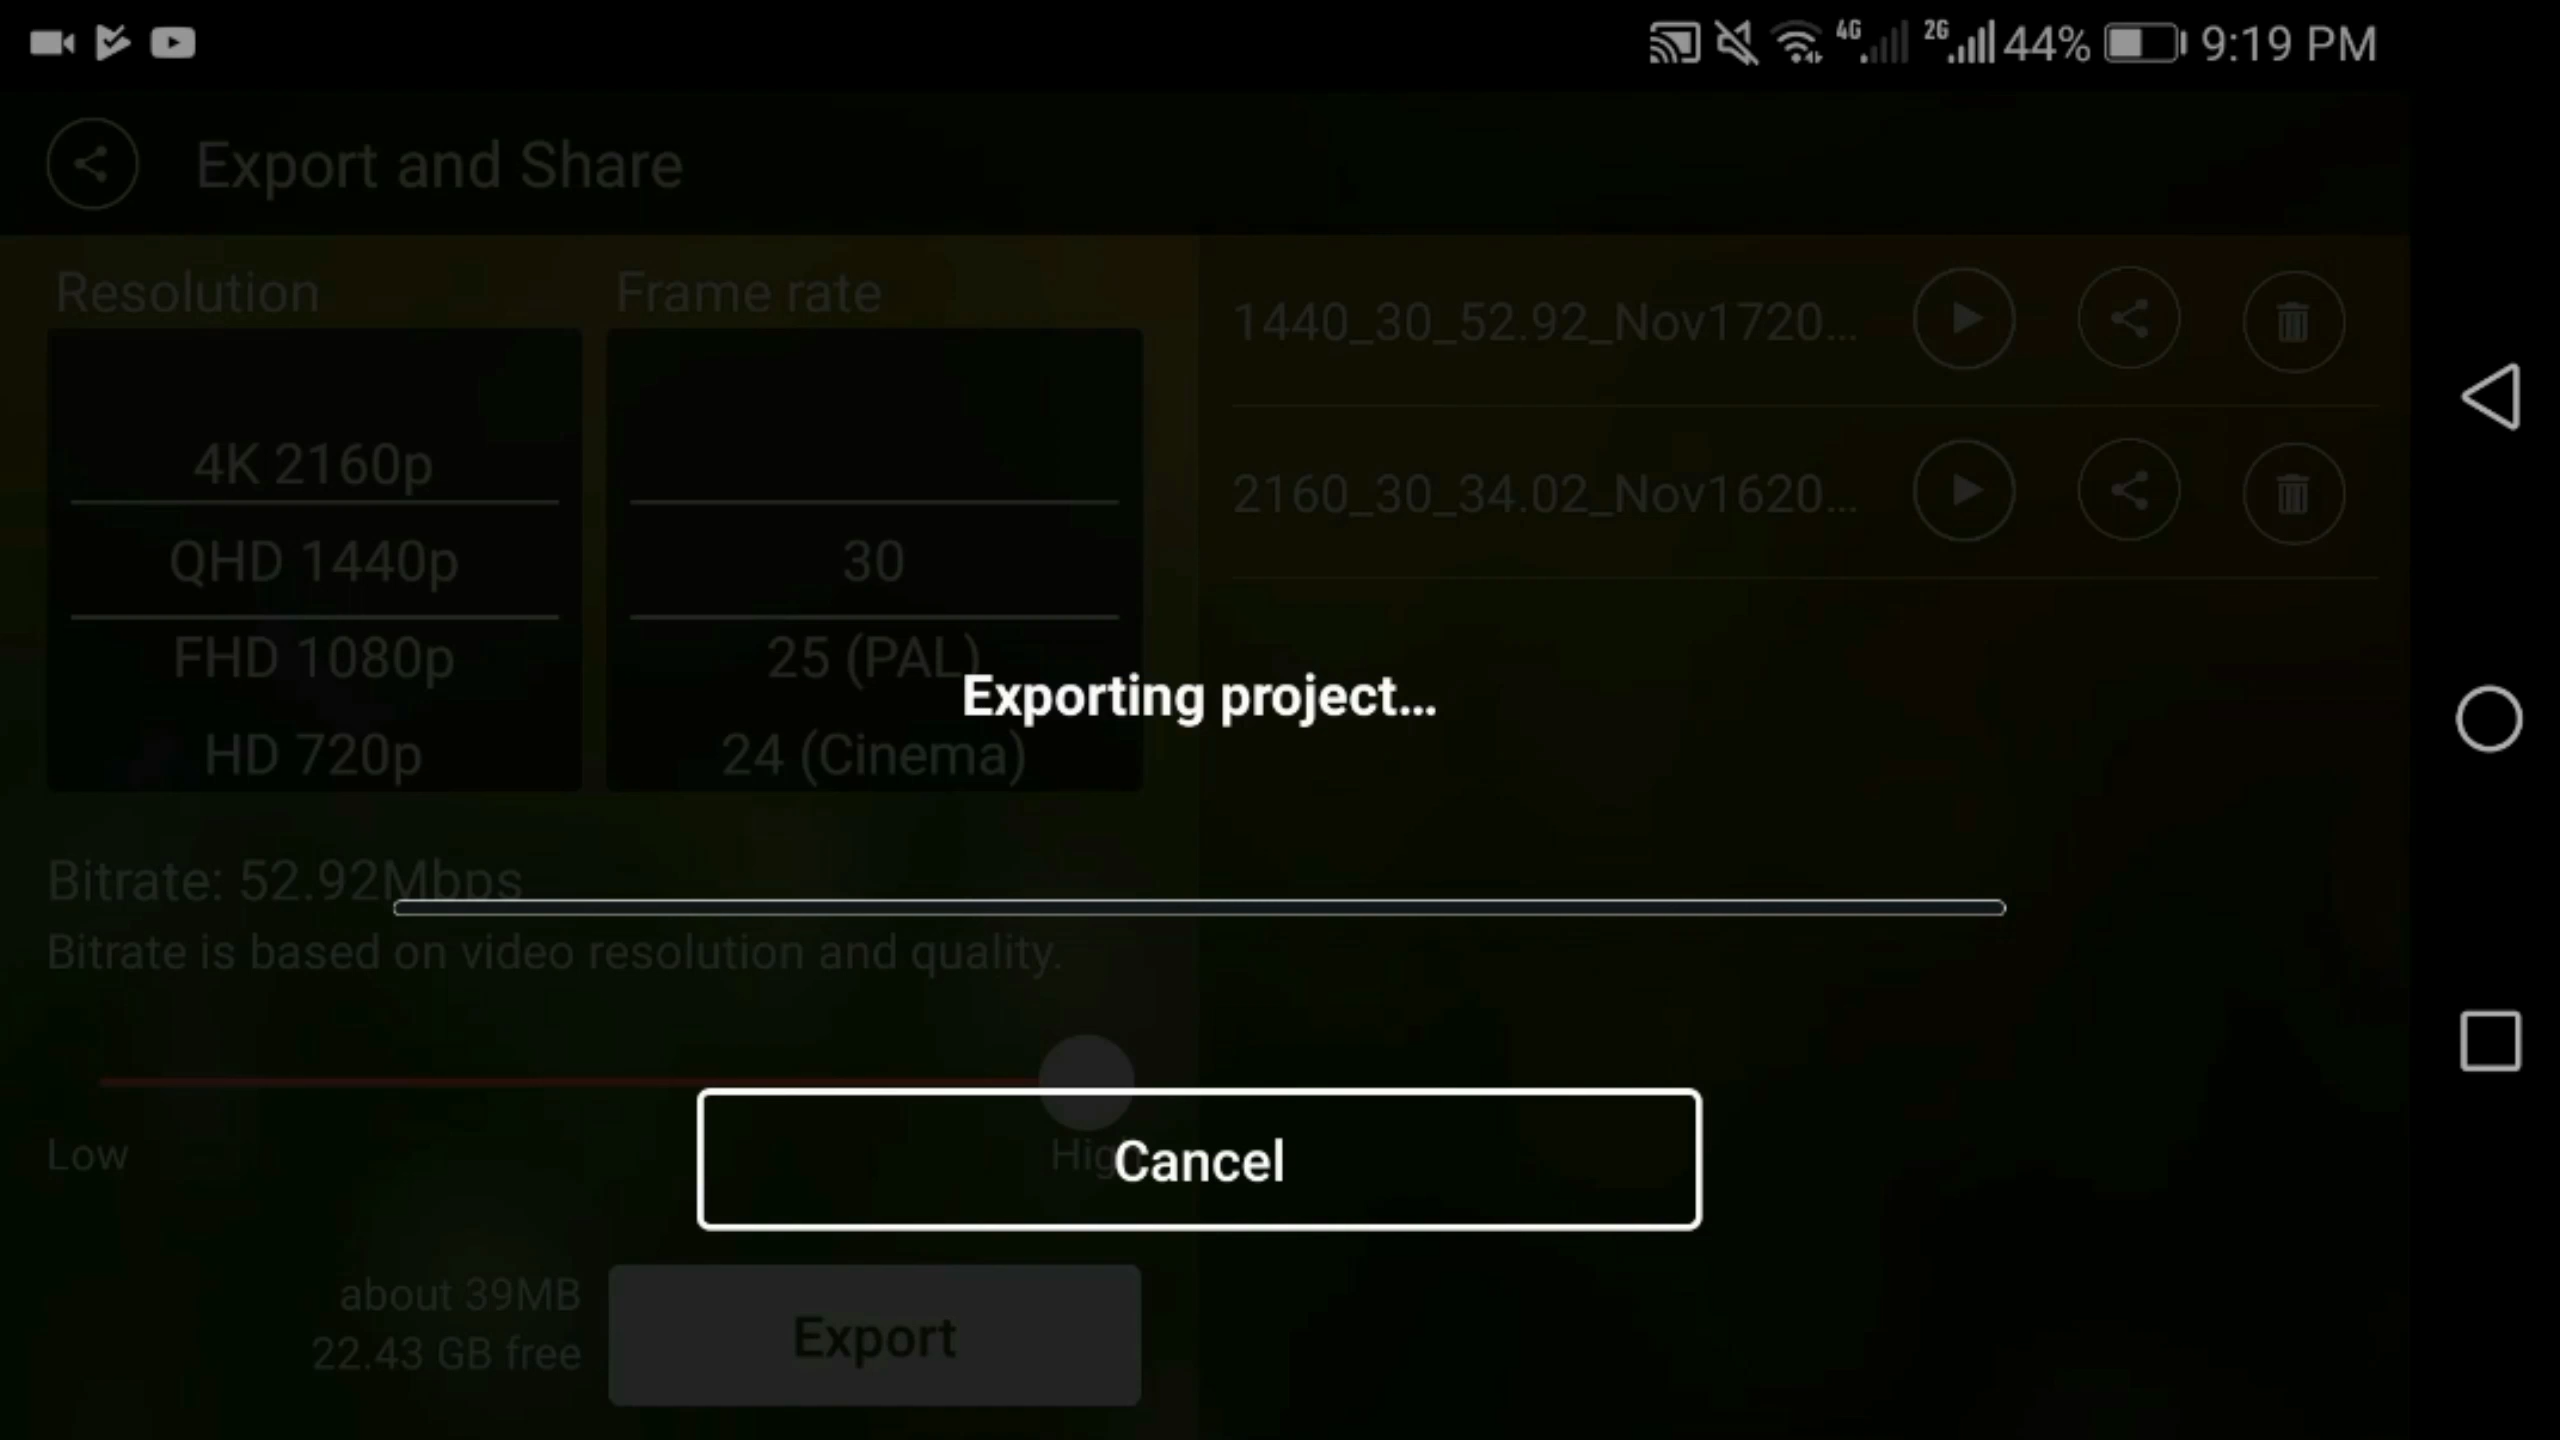 4G 2G 44% 9:19 PM
Export and Share
Resolution
Frame rate
4K 2160p
QHD 1440p
FHD 1080p
HD 720p
30
25 (PAL)
24 (Cinema)
1440_30_52.92_Nov1720...
2160_30_34.02_Nov1620...
Exporting project...
Bitrate: 52.92Mbps
Bitrate is based on video resolution and quality.
Low
Cancel
about 39MB
22.43 GB free
Export